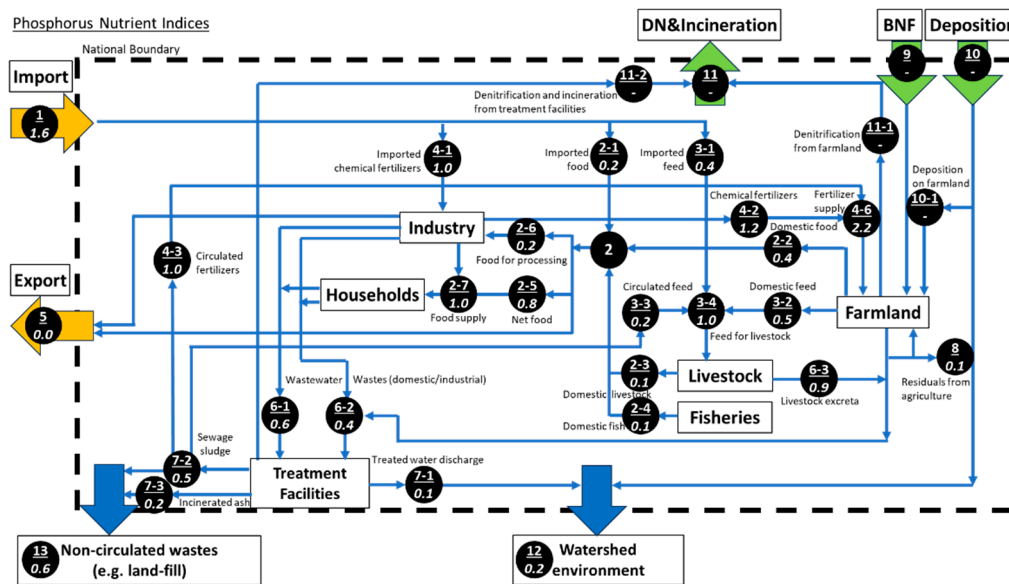 Phosphorus Nutrient Indices
DN&Incineration
BNF
Deposition
National Boundary
Import
1
1.6
9
-
10
-
11-2
-
11
-
Denitrification and incineration
from treatment facilities
11-1
-
Denitrification
from farmland
Imported
chemical fertilizers
4-1
1.0
Imported
food
2-1
0.2
Imported
feed
3-1
0.4
Deposition
on farmland
10-1
-
Chemical fertilizers
4-2
1.2
Fertilizer
supply
4-6
2.2
Industry
2-6
0.2
Food for processing
2
Domestic food
2-2
0.4
4-3
1.0
Circulated
fertilizers
Export
5
0.0
Households
2-7
1.0
Food supply
2-5
0.8
Net food
Circulated feed
3-3
0.2
3-4
1.0
Feed for livestock
Domestic feed
3-2
0.5
Farmland
8
0.1
Residuals from
agriculture
2-3
0.1
Domestic livestock
Livestock
6-3
0.9
Livestock excreta
2-4
0.1
Domestic fish
Fisheries
Wastewater
6-1
0.6
Wastes (domestic/industrial)
6-2
0.4
Sewage
sludge
7-2
0.5
7-3
0.2
Incinerated ash
Treatment
Facilities
Treated water discharge
7-1
0.1
13
0.6
Non-circulated wastes
(e.g. land-fill)
12
0.2
Watershed
environment